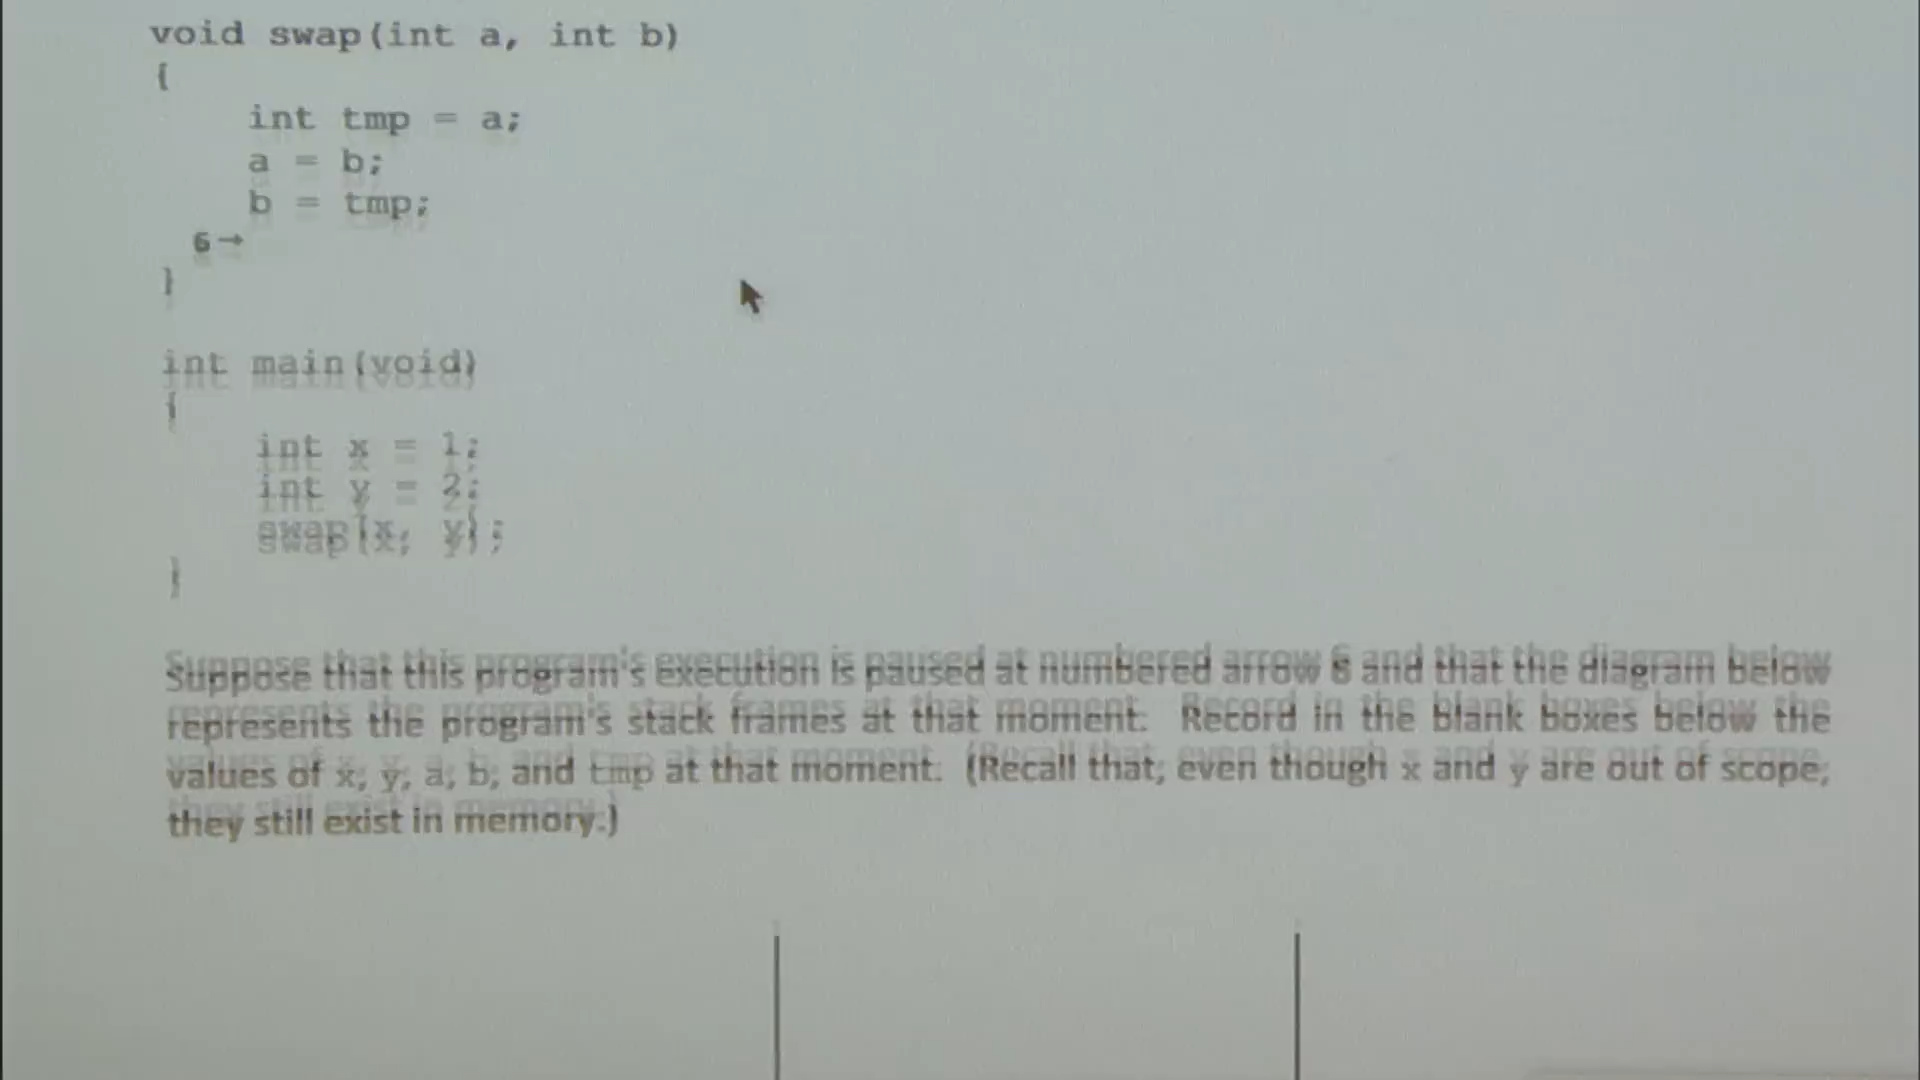 void swap(int a, int b)
{
int tmp = a;
a = b;
b = tmp;
6→
}
int main(void)
{
int x = 1;
int y = 2;
swap(x, y);
}
Suppose that this program's execution is paused at numbered arrow 6 and that the diagram below
represents the program's stack frames at that moment. Record in the blank boxes below the
values of x, y, a, b, and tmp at that moment. (Recall that, even though x and y are out of scope,
they still exist in memory.)